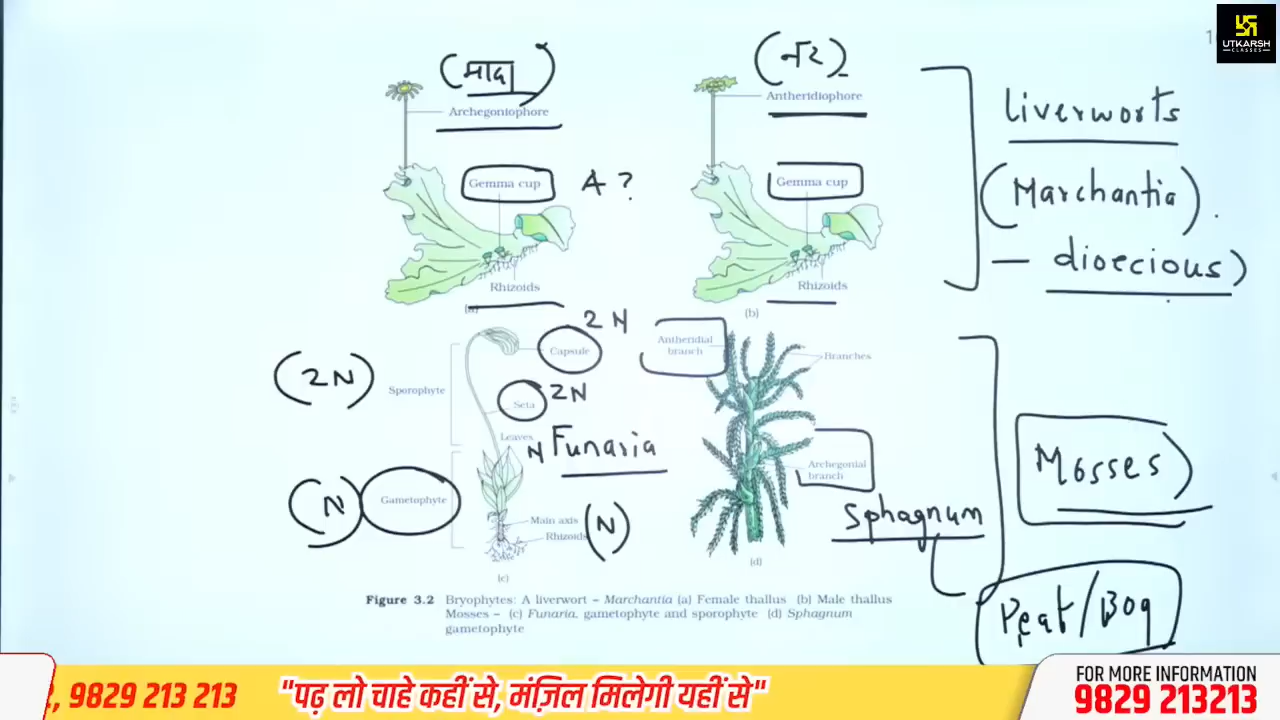 UTKARSH
CLASSES
(मादा)
(नर)
Archegoniophore
Antheridiophore
liverworts
Gemma cup
A ?
Gemma cup
(Marchantia).
– dioecious)
Rhizoids
Rhizoids
(b)
2N
Capsule
Antheridial
branch
Branches
(2N)
Sporophyte
Seta
2N
Leaves
N
Funaria
Mosses)
Archegonial
branch
(N)
Gametophyte
Main axis
Rhizoids
(N)
Sphagnum
(c)
(d)
Peat/Bog
Figure 3.2 Bryophytes: A liverwort – Marchantia (a) Female thallus (b) Male thallus
Mosses – (c) Funaria, gametophyte and sporophyte (d) Sphagnum
gametophyte
, 9829 213 213
"पढ़ लो चाहे कहीं से, मंज़िल मिलेगी यहीं से"
FOR MORE INFORMATION
9829 213213